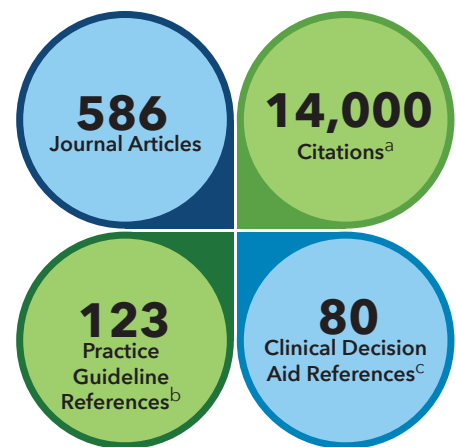 586
Journal Articles
14,000
Citationsᵃ
123
Practice
Guideline
Referencesᵇ
80
Clinical Decision
Aid Referencesᶜ